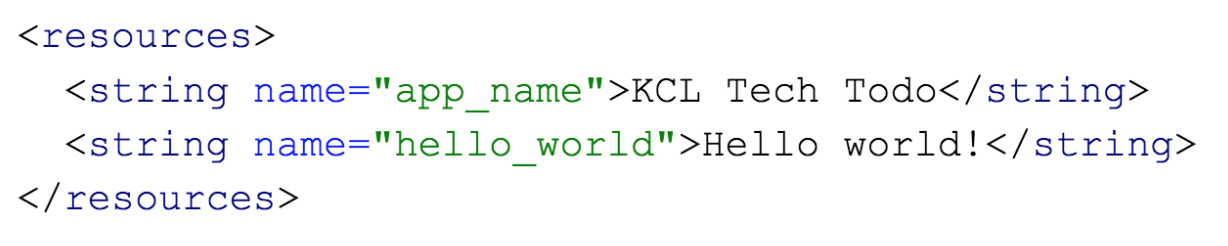 <resources>
  <string name="app_name">KCL Tech Todo</string>
  <string name="hello_world">Hello world!</string>
</resources>